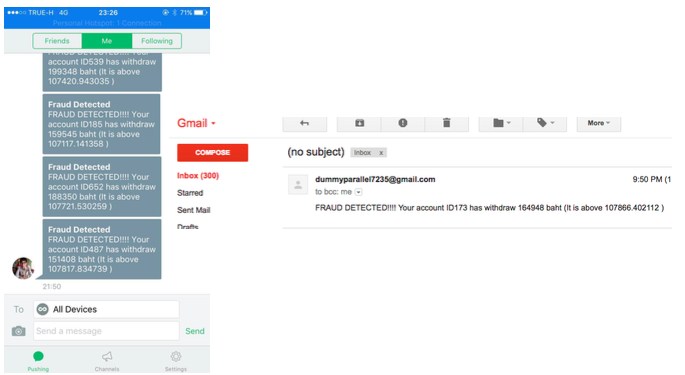 TRUE-H 4G 23:26 71%
Personal Hotspot: 1 Connection
Friends Me Following
FRAUD DETECTED!!!! Your
account ID539 has withdraw
199348 baht (It is above
107420.943035 )
Fraud Detected
FRAUD DETECTED!!!! Your
account ID185 has withdraw
159545 baht (It is above
107117.141358 )
Fraud Detected
FRAUD DETECTED!!!! Your
account ID652 has withdraw
188350 baht (It is above
107721.530259 )
Fraud Detected
FRAUD DETECTED!!!! Your
account ID487 has withdraw
151408 baht (It is above
107817.834739 )
21:50
To All Devices
Send a message Send
Pushing Channels Settings
Gmail
More
COMPOSE
(no subject) Inbox x
Inbox (300)
Starred
Sent Mail
Drafts
dummyparallel7235@gmail.com 9:50 PM (1
to bcc: me
FRAUD DETECTED!!!! Your account ID173 has withdraw 164948 baht (It is above 107866.402112 )